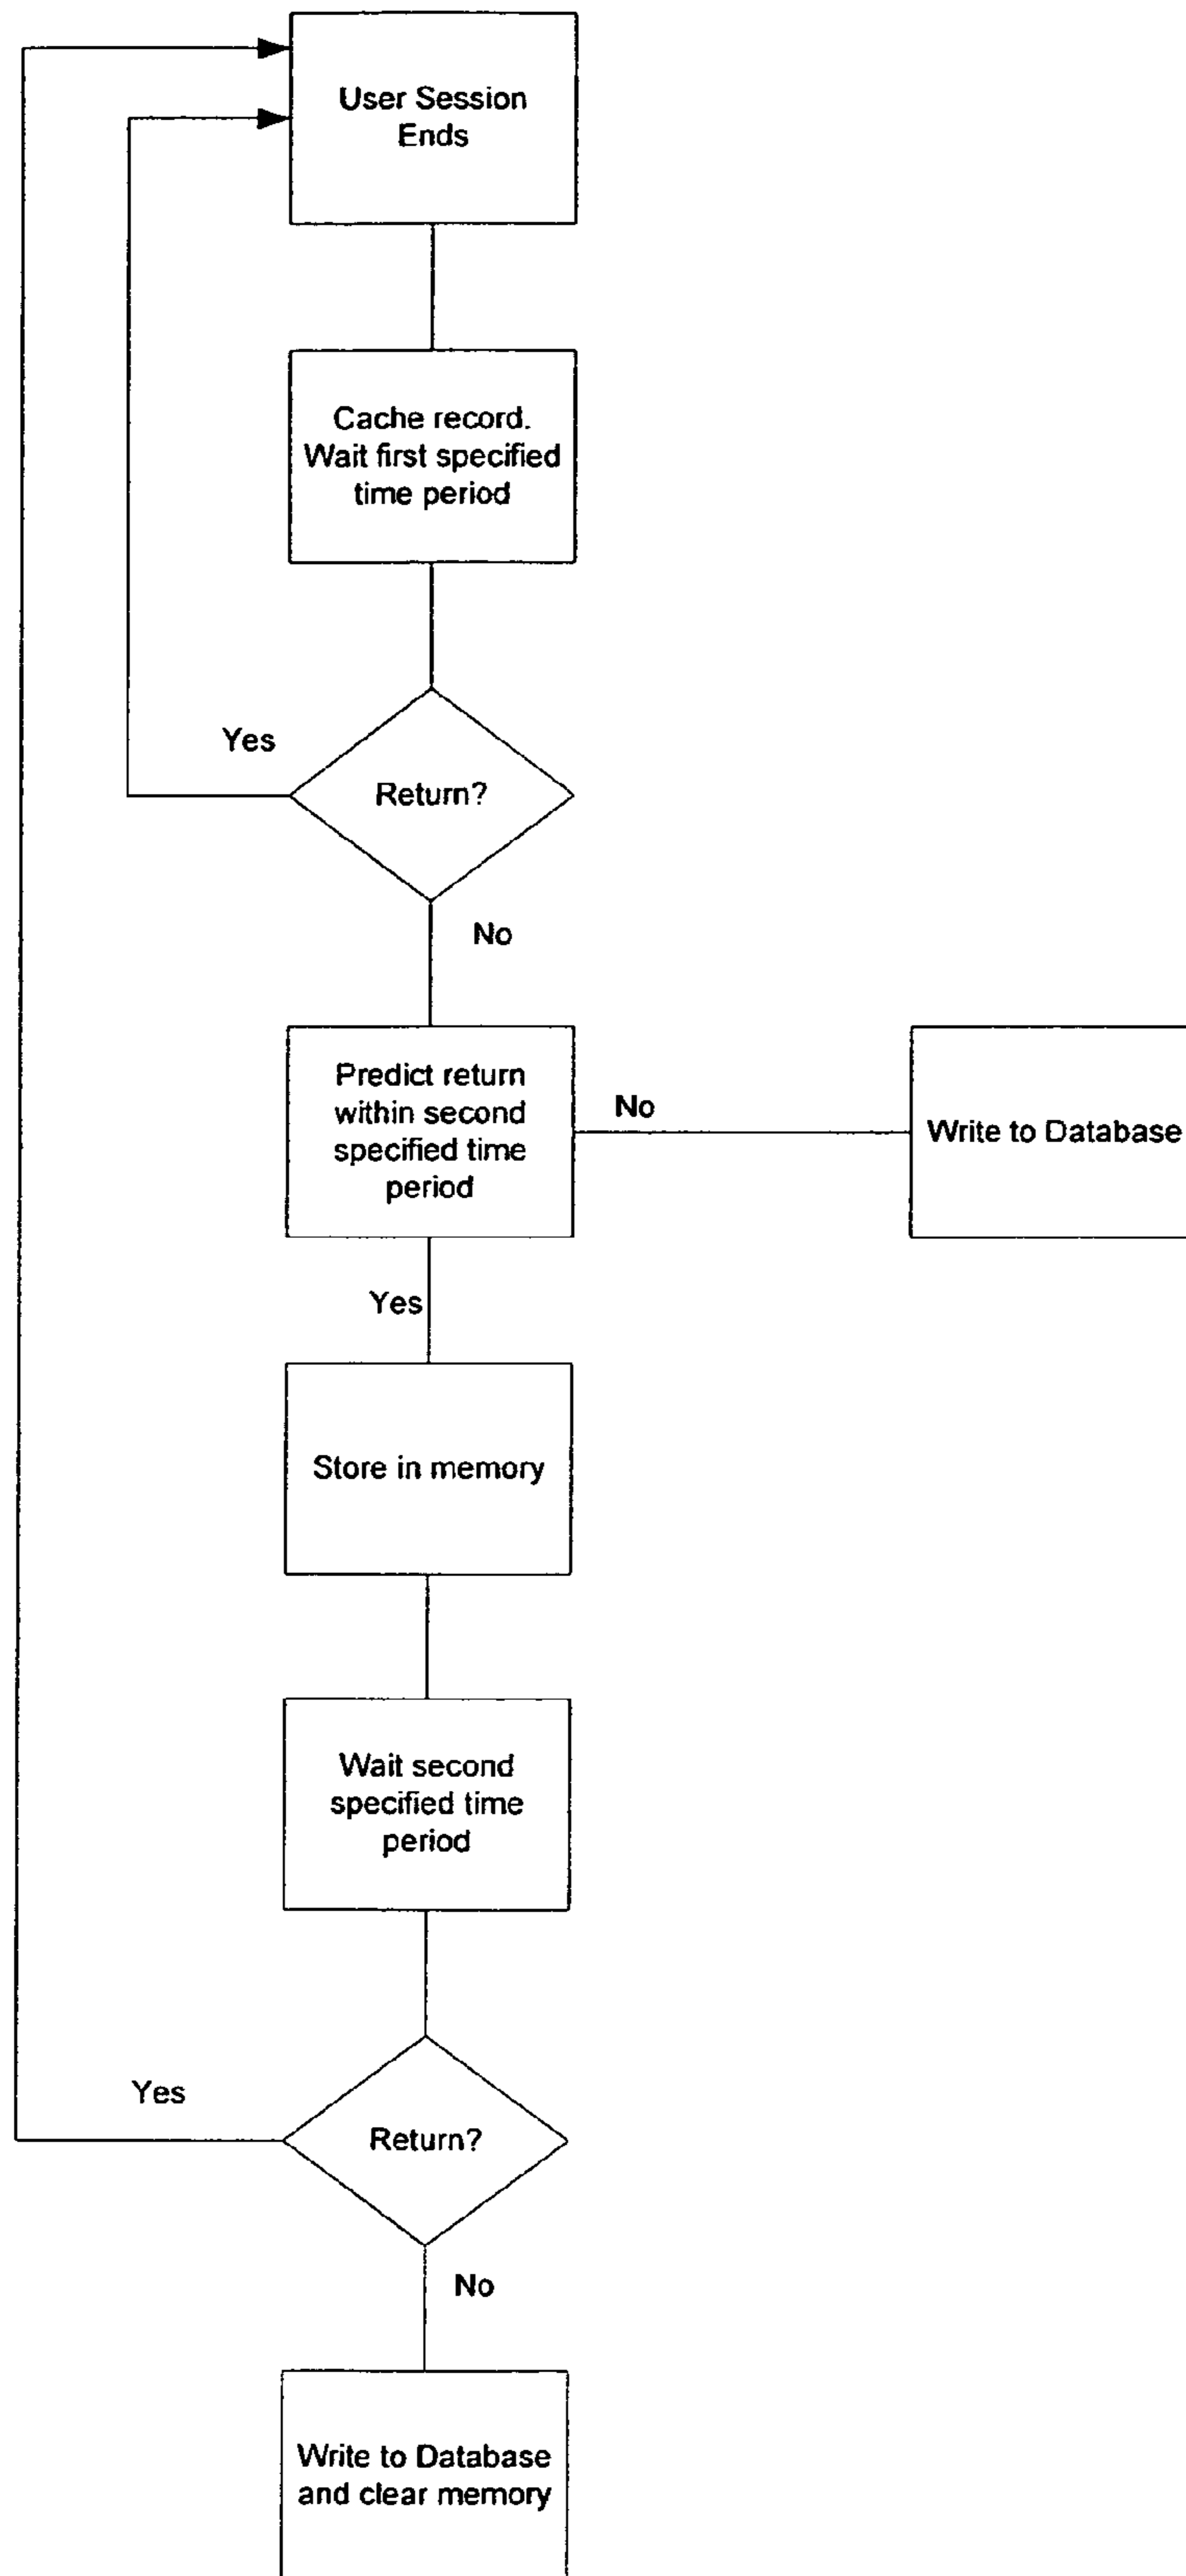 User Session
Ends
Cache record.
Wait first specified
time period
Yes
Return?
No
Predict return
within second
specified time
period
No
Write to Database
Yes
Store in memory
Wait second
specified time
period
Yes
Return?
No
Write to Database
and clear memory